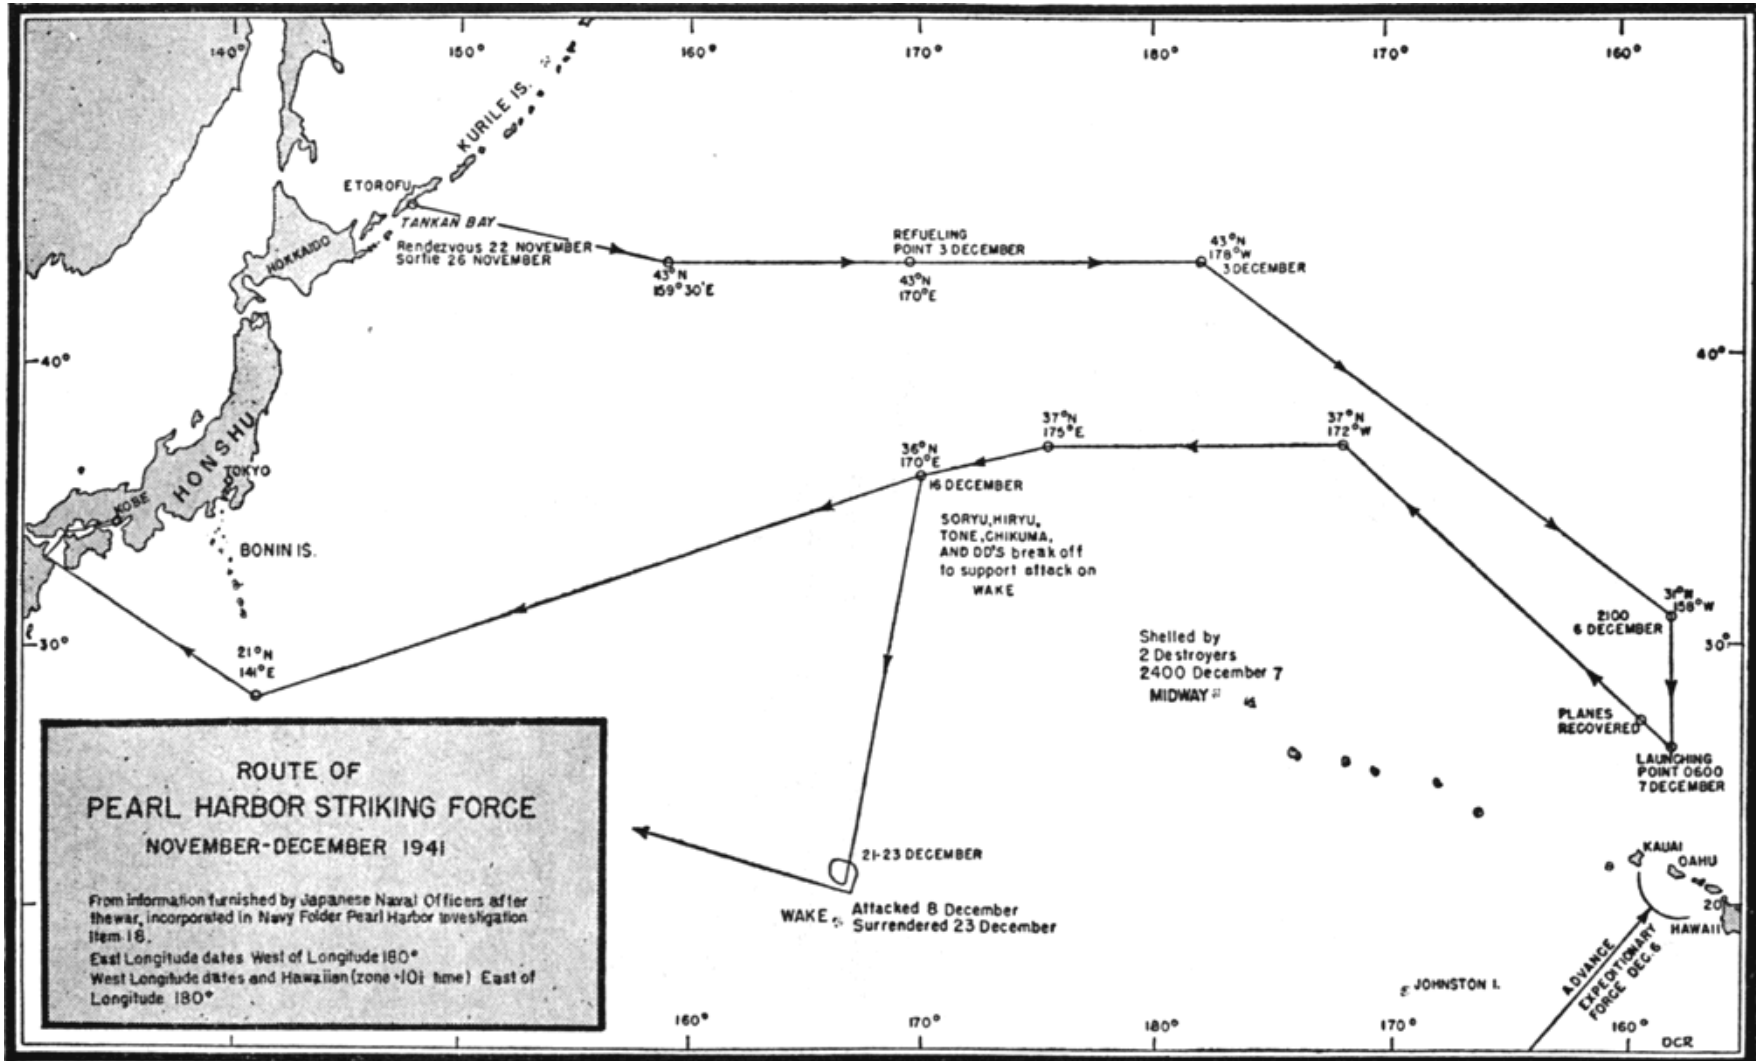 140°
150°
160°
170°
180°
170°
160°
KURILE IS.
ETOROFU
TANKAN BAY
Rendezvous 22 NOVEMBER
Sortie 26 NOVEMBER
HOKKAIDO
43°N
159°30'E
REFUELING
POINT 3 DECEMBER
43°N
170°E
43°N
178°W
3 DECEMBER
40°
40°
37°N
175°E
37°N
172°W
36°N
170°E
16 DECEMBER
HONSHU
TOKYO
KOBE
BONIN IS.
SORYU, HIRYU,
TONE, CHIKUMA,
AND DD'S break off
to support attack on
WAKE
31°W
158°W
2100
6 DECEMBER
30°
30°
21°N
141°E
Shelled by
2 Destroyers
2400 December 7
MIDWAY
PLANES
RECOVERED
LAUNCHING
POINT 0600
7 DECEMBER
ROUTE OF
PEARL HARBOR STRIKING FORCE
NOVEMBER-DECEMBER 1941
From information furnished by Japanese Naval Officers after
the war, incorporated in Navy Folder Pearl Harbor Investigation
Item 18.
East Longitude dates West of Longitude 180°
West Longitude dates and Hawaiian (zone +10½ time) East of
Longitude 180°
21-23 DECEMBER
WAKE
Attacked 8 December
Surrendered 23 December
KAUAI
OAHU
20°
HAWAII
ADVANCE
EXPEDITIONARY
FORCE DEC. 6
JOHNSTON I.
160°
170°
180°
170°
160°
OCR